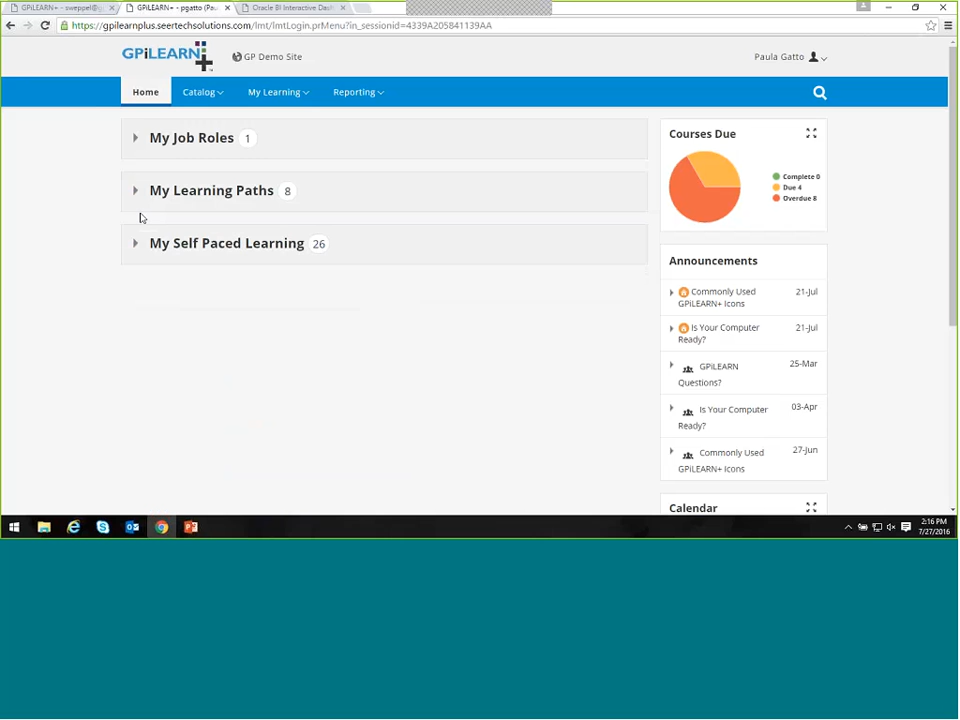 GPiLEARN+ - sweppel@g
GPiLEARN+ - pgatto (Pau
Oracle BI Interactive Dash
https://gpilearnplus.seertechsolutions.com/lmt/lmtLogin.prMenu?in_sessionid=4339A205841139AA
GPiLEARN+
GP Demo Site
Paula Gatto
Home
Catalog
My Learning
Reporting
My Job Roles 1
My Learning Paths 8
My Self Paced Learning 26
Courses Due
Complete 0
Due 4
Overdue 8
Announcements
Commonly Used
GPiLEARN+ Icons
21-Jul
Is Your Computer
Ready?
21-Jul
GPiLEARN
Questions?
25-Mar
Is Your Computer
Ready?
03-Apr
Commonly Used
GPiLEARN+ Icons
27-Jun
Calendar
2:16 PM
7/27/2016